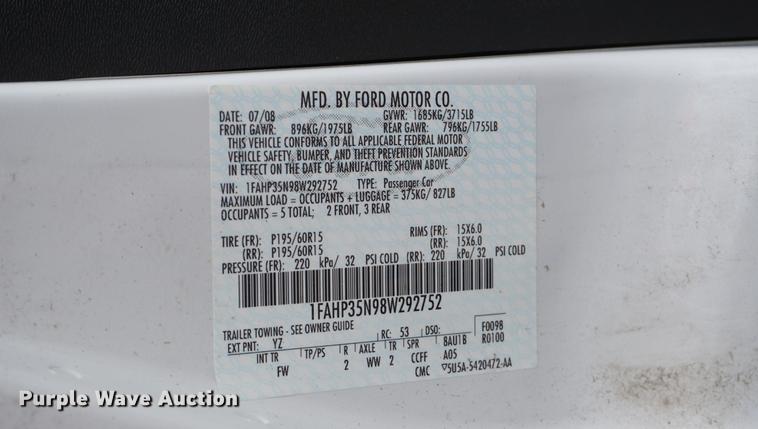 MFD. BY FORD MOTOR CO.
DATE: 07/08 GVWR: 1685KG/3715LB
FRONT GAWR: 896KG/1975LB REAR GAWR: 796KG/1755LB
THIS VEHICLE CONFORMS TO ALL APPLICABLE FEDERAL MOTOR
VEHICLE SAFETY, BUMPER, AND THEFT PREVENTION STANDARDS
IN EFFECT ON THE DATE OF MANUFACTURE SHOWN ABOVE.
VIN: 1FAHP35N98W292752 TYPE: Passenger Car
MAXIMUM LOAD = OCCUPANTS + LUGGAGE = 375KG/ 827LB
OCCUPANTS = 5 TOTAL; 2 FRONT, 3 REAR
TIRE (FR): P195/60R15 RIMS (FR): 15X6.0
(RR): P195/60R15 (RR): 15X6.0
PRESSURE (FR): 220 kPa/ 32 PSI COLD (RR): 220 kPa/ 32 PSI COLD
1FAHP35N98W292752
TRAILER TOWING - SEE OWNER GUIDE
EXT PNT: YZ RC: 53 DSO: F0098
INT TR TP/PS R AXLE TR SPR BAU1B R0100
FW 2 WW 2 CCFF A05
CMC ▽5U5A-5420472-AA
Purple Wave Auction